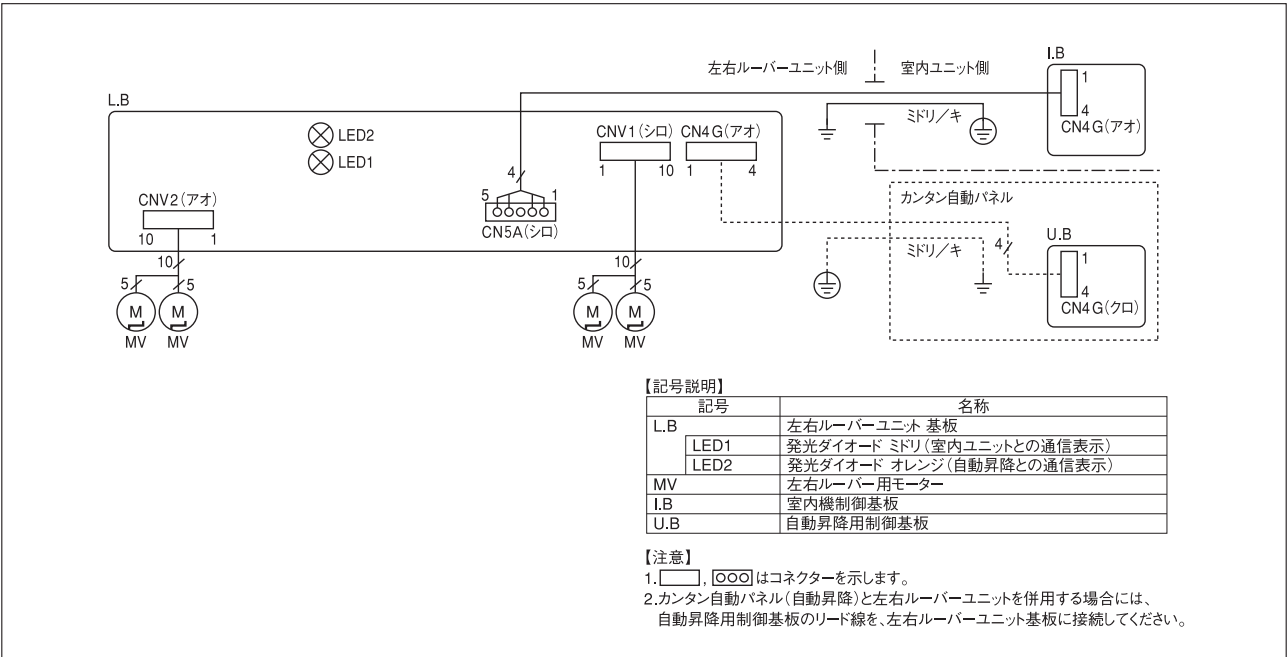 左右ルーバーユニット側 室内ユニット側
I.B
1
4
CN4G(アオ)
ミドリ/キ
L.B
LED2
LED1
CNV1(シロ) CN4G(アオ)
1 10 1 4
4
5 1
CN5A(シロ)
CNV2(アオ)
10 1
カンタン自動パネル
U.B
1
4
CN4G(クロ)
ミドリ/キ
4
10 10
5 5 5 5
M M M M
MV MV MV MV
【記号説明】
記号 名称
L.B 左右ルーバーユニット 基板
LED1 発光ダイオード ミドリ(室内ユニットとの通信表示)
LED2 発光ダイオード オレンジ(自動昇降との通信表示)
MV 左右ルーバー用モーター
I.B 室内機制御基板
U.B 自動昇降用制御基板
【注意】
1. , はコネクターを示します。
2.カンタン自動パネル(自動昇降)と左右ルーバーユニットを併用する場合には、
自動昇降用制御基板のリード線を、左右ルーバーユニット基板に接続してください。